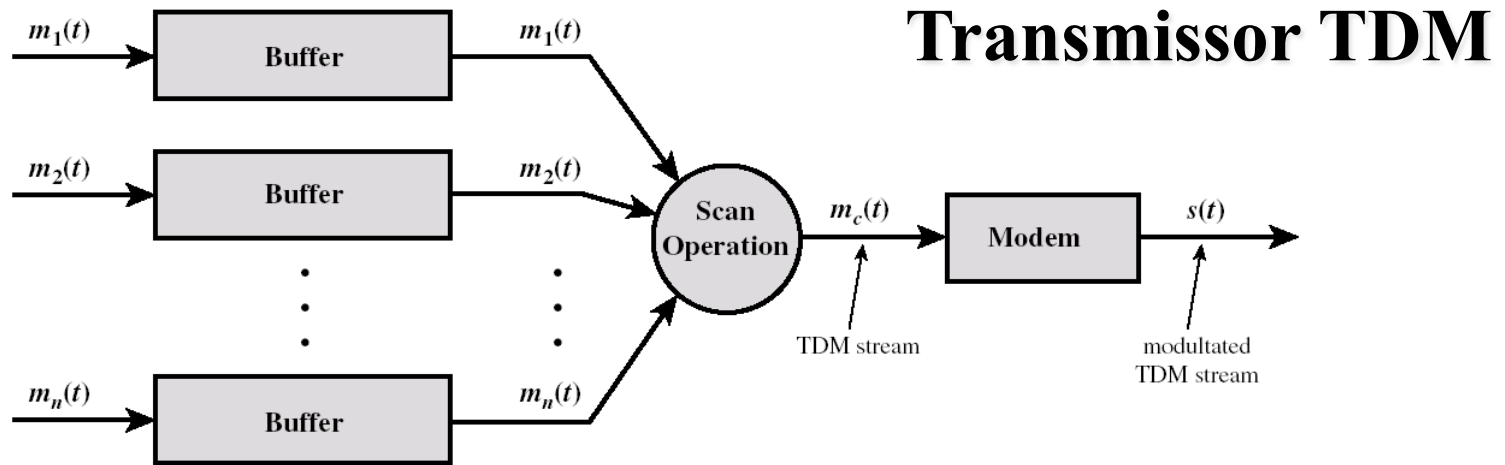 Transmissor TDM
m1(t)
Buffer
m1(t)
m2(t)
Buffer
m2(t)
Scan
Operation
mc(t)
Modem
s(t)
TDM stream
modultated
TDM stream
mn(t)
Buffer
mn(t)